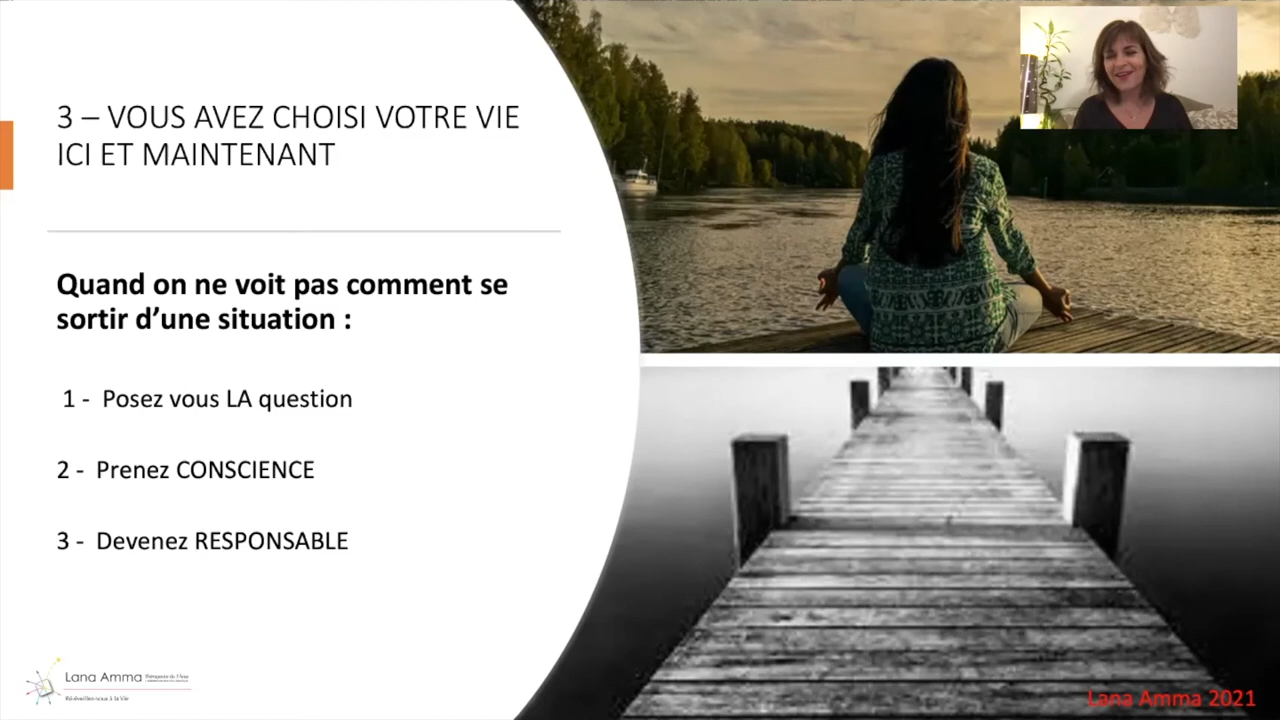 3 – VOUS AVEZ CHOISI VOTRE VIE
ICI ET MAINTENANT
Quand on ne voit pas comment se
sortir d’une situation :
1 - Posez vous LA question
2 - Prenez CONSCIENCE
3 - Devenez RESPONSABLE
Lana Amma
Ré-éveillez-vous à la Vie
Lana Amma 2021